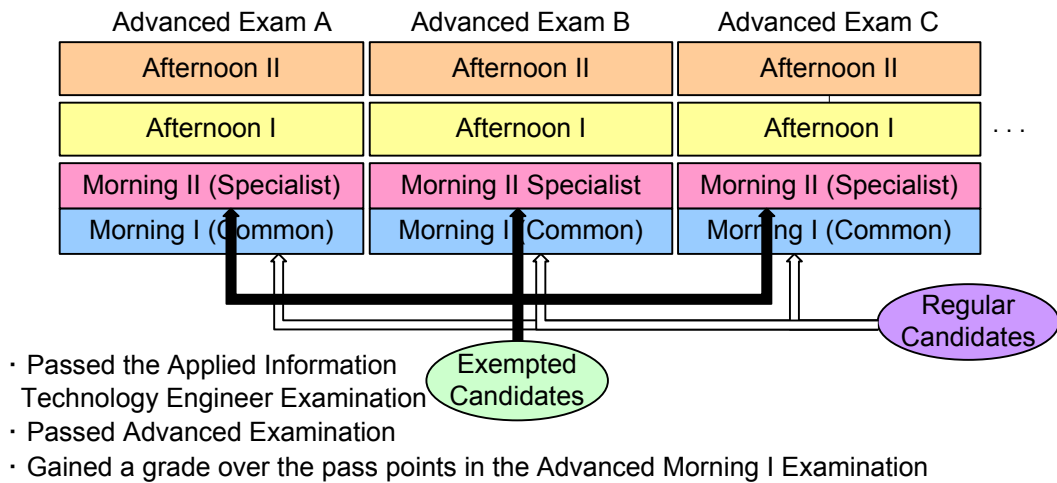 Advanced Exam A Advanced Exam B Advanced Exam C
Afternoon II Afternoon II Afternoon II
Afternoon I Afternoon I Afternoon I . . .
Morning II (Specialist) Morning II Specialist Morning II (Specialist)
Morning I (Common) Morning I (Common) Morning I (Common)
Regular
Candidates
Exempted
Candidates
・Passed the Applied Information
Technology Engineer Examination
・Passed Advanced Examination
・Gained a grade over the pass points in the Advanced Morning I Examination